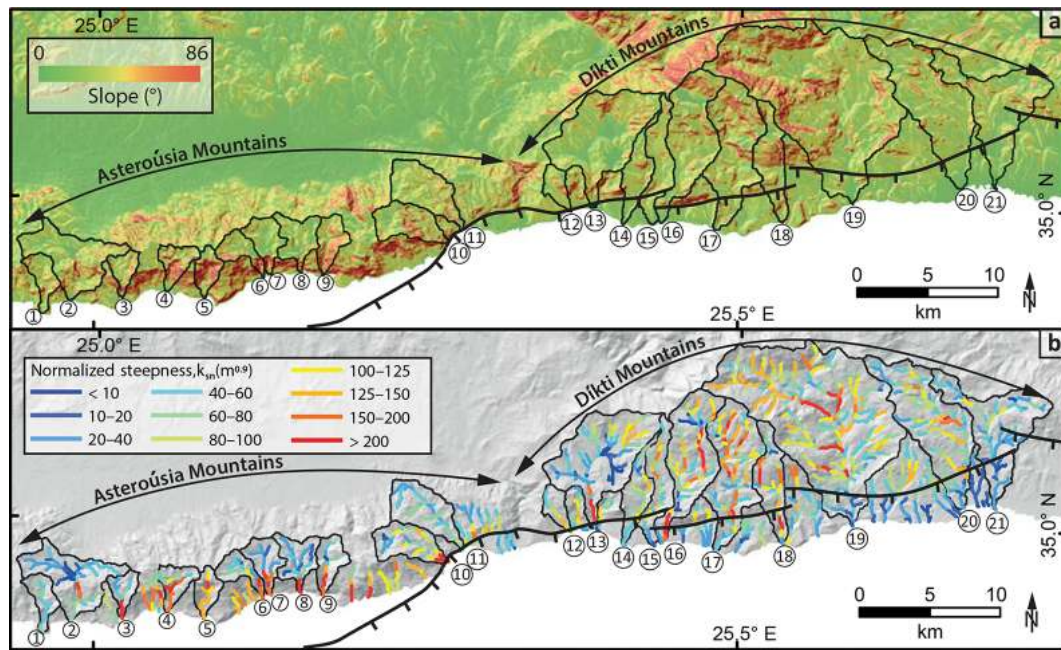 25.0° E
a
0 86
Slope (°)
Asteroúsia Mountains
Díkti Mountains
35.0° N
1 2 3 4 5 6 7 8 9 10 11 12 13 14 15 16 17 18 19 20 21
0 5 10
km
N
25.5° E
25.0° E
b
Normalized steepness,kₛₙ(m⁰·⁹)
< 10 40–60 100–125
10–20 60–80 125–150
20–40 80–100 150–200
> 200
Asteroúsia Mountains
Díkti Mountains
35.0° N
1 2 3 4 5 6 7 8 9 10 11 12 13 14 15 16 17 18 19 20 21
0 5 10
km
N
25.5° E